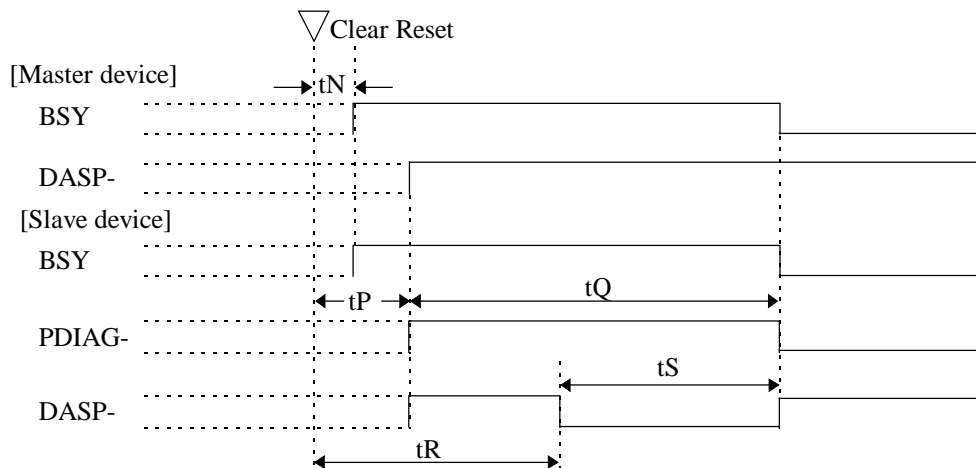 Clear Reset
tN
[Master device]
BSY
DASP-
[Slave device]
BSY
tP
tQ
PDIAG-
tS
DASP-
tR